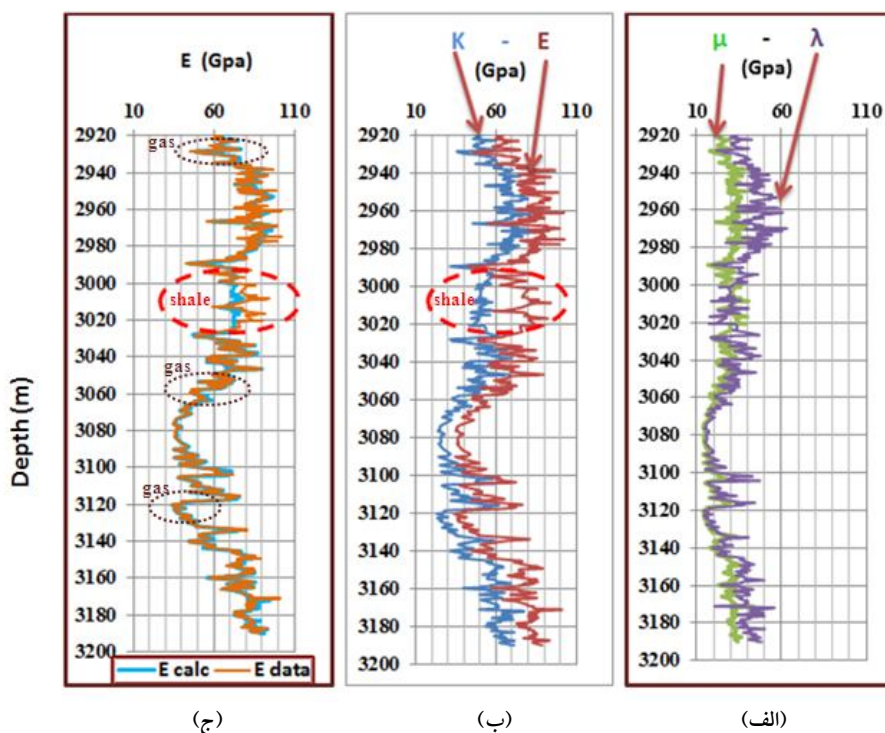 E (Gpa)
10 60 110
2920
2940
2960
2980
3000
3020
3040
3060
3080
3100
3120
3140
3160
3180
3200
gas
shale
gas
gas
E calc E data
Depth (m)
(ج)
K - E
(Gpa)
10 60 110
2920
2940
2960
2980
3000
3020
3040
3060
3080
3100
3120
3140
3160
3180
3200
shale
(ب)
μ - λ
(Gpa)
10 60 110
2920
2940
2960
2980
3000
3020
3040
3060
3080
3100
3120
3140
3160
3180
3200
(الف)